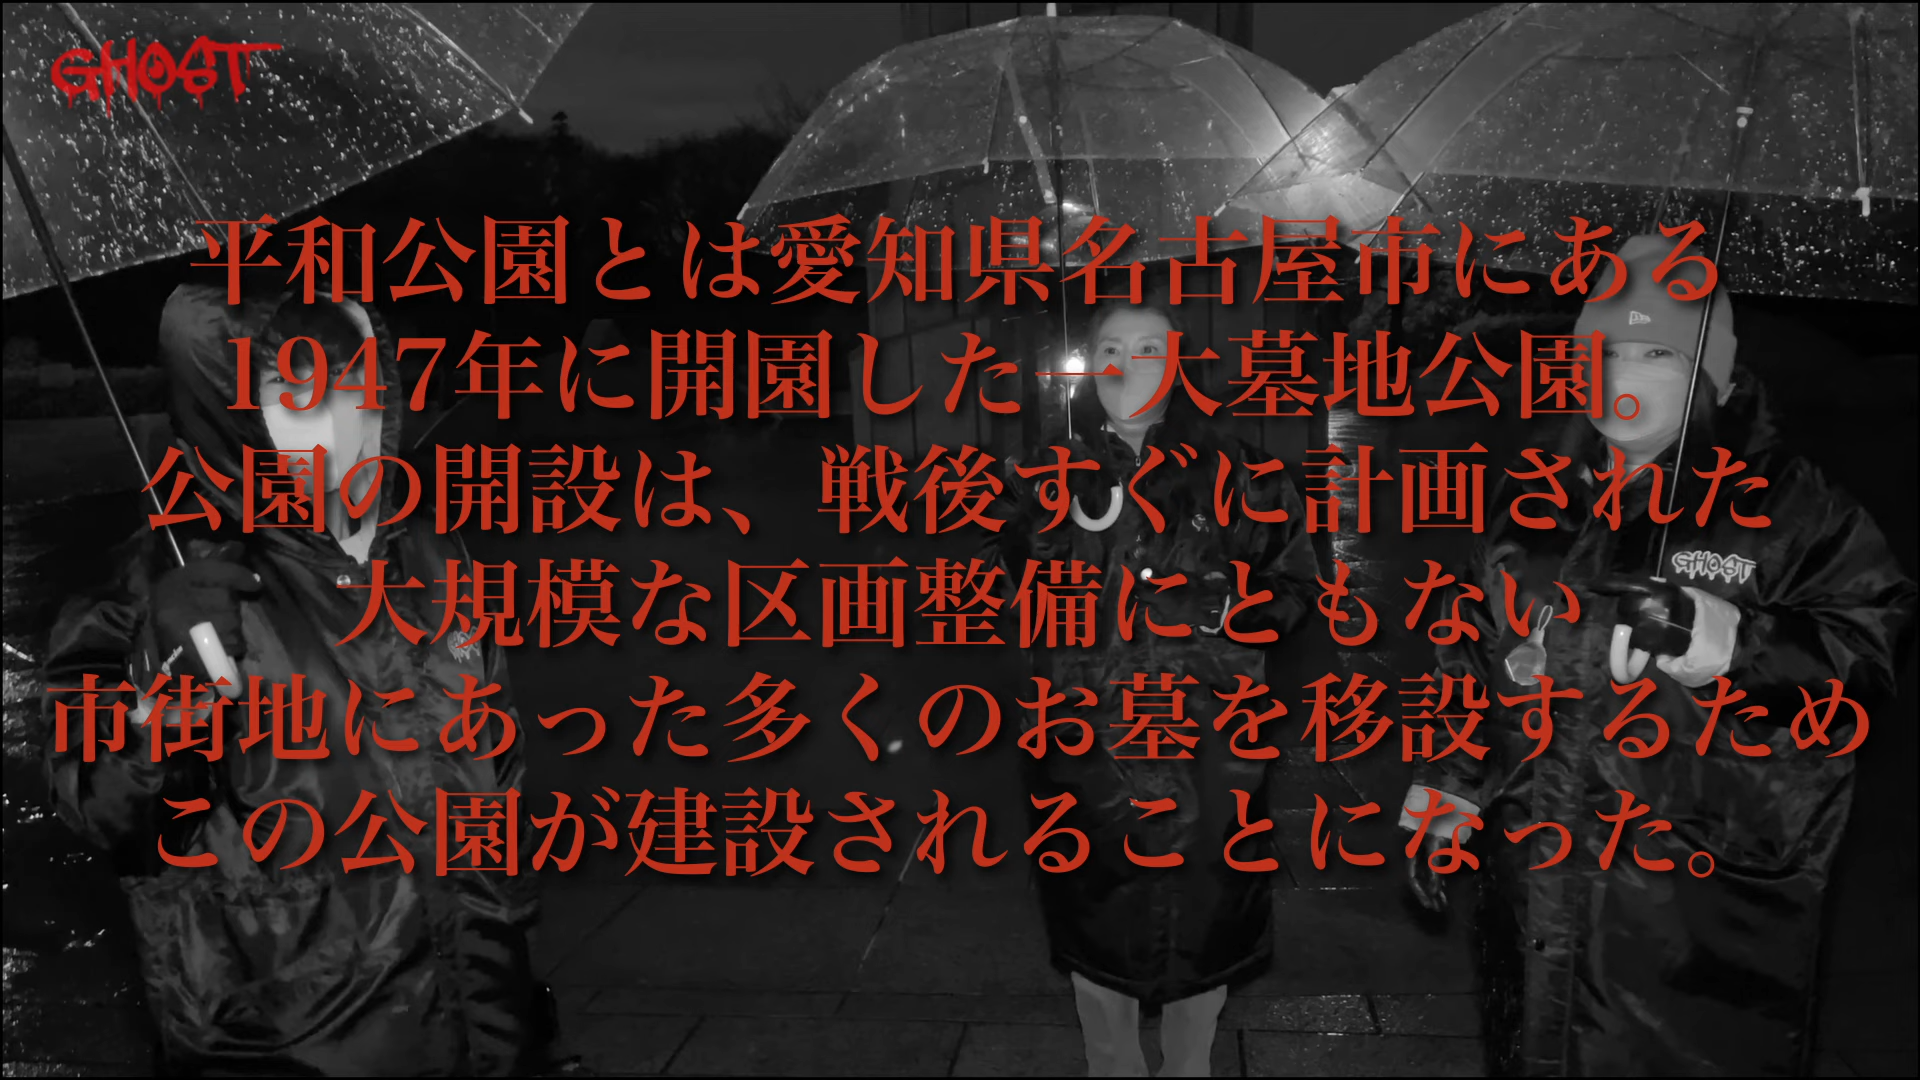 GHOST
平和公園とは愛知県名古屋市にある
1947年に開園した一大墓地公園。
公園の開設は、戦後すぐに計画された
大規模な区画整備にともない
市街地にあった多くのお墓を移設するため
この公園が建設されることになった。
GHOST